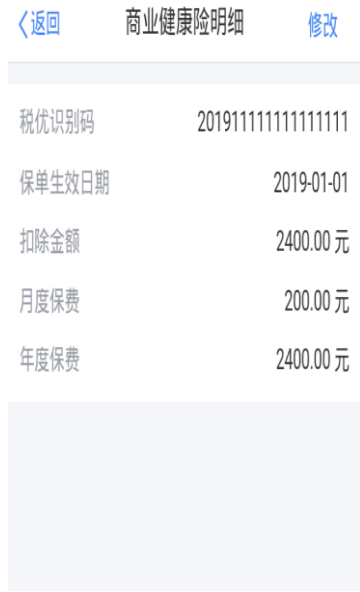 返回 商业健康险明细 修改
税优识别码 201911111111111111
保单生效日期 2019-01-01
扣除金额 2400.00 元
月度保费 200.00 元
年度保费 2400.00 元